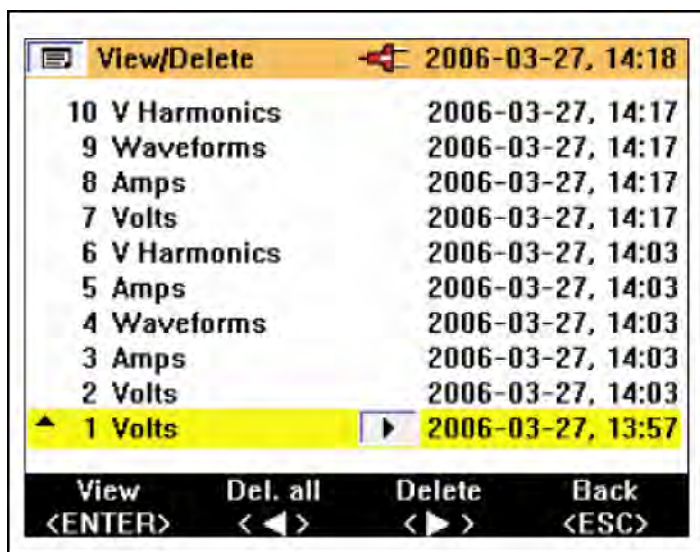 View/Delete 2006-03-27, 14:18
10 V Harmonics 2006-03-27, 14:17
9 Waveforms 2006-03-27, 14:17
8 Amps 2006-03-27, 14:17
7 Volts 2006-03-27, 14:17
6 V Harmonics 2006-03-27, 14:03
5 Amps 2006-03-27, 14:03
4 Waveforms 2006-03-27, 14:03
3 Amps 2006-03-27, 14:03
2 Volts 2006-03-27, 14:03
1 Volts 2006-03-27, 13:57
View Del. all Delete Back
<ENTER> <◀> <▶> <ESC>